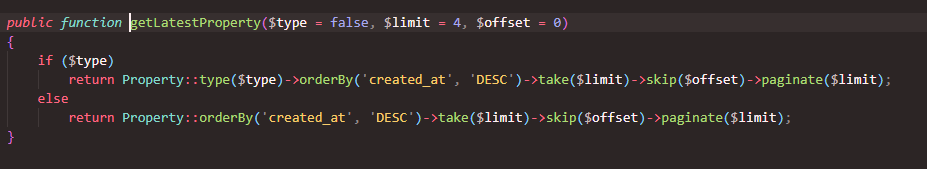 public function getLatestProperty($type = false, $limit = 4, $offset = 0)
{
    if ($type)
        return Property::type($type)->orderBy('created_at', 'DESC')->take($limit)->skip($offset)->paginate($limit);
    else
        return Property::orderBy('created_at', 'DESC')->take($limit)->skip($offset)->paginate($limit);
}